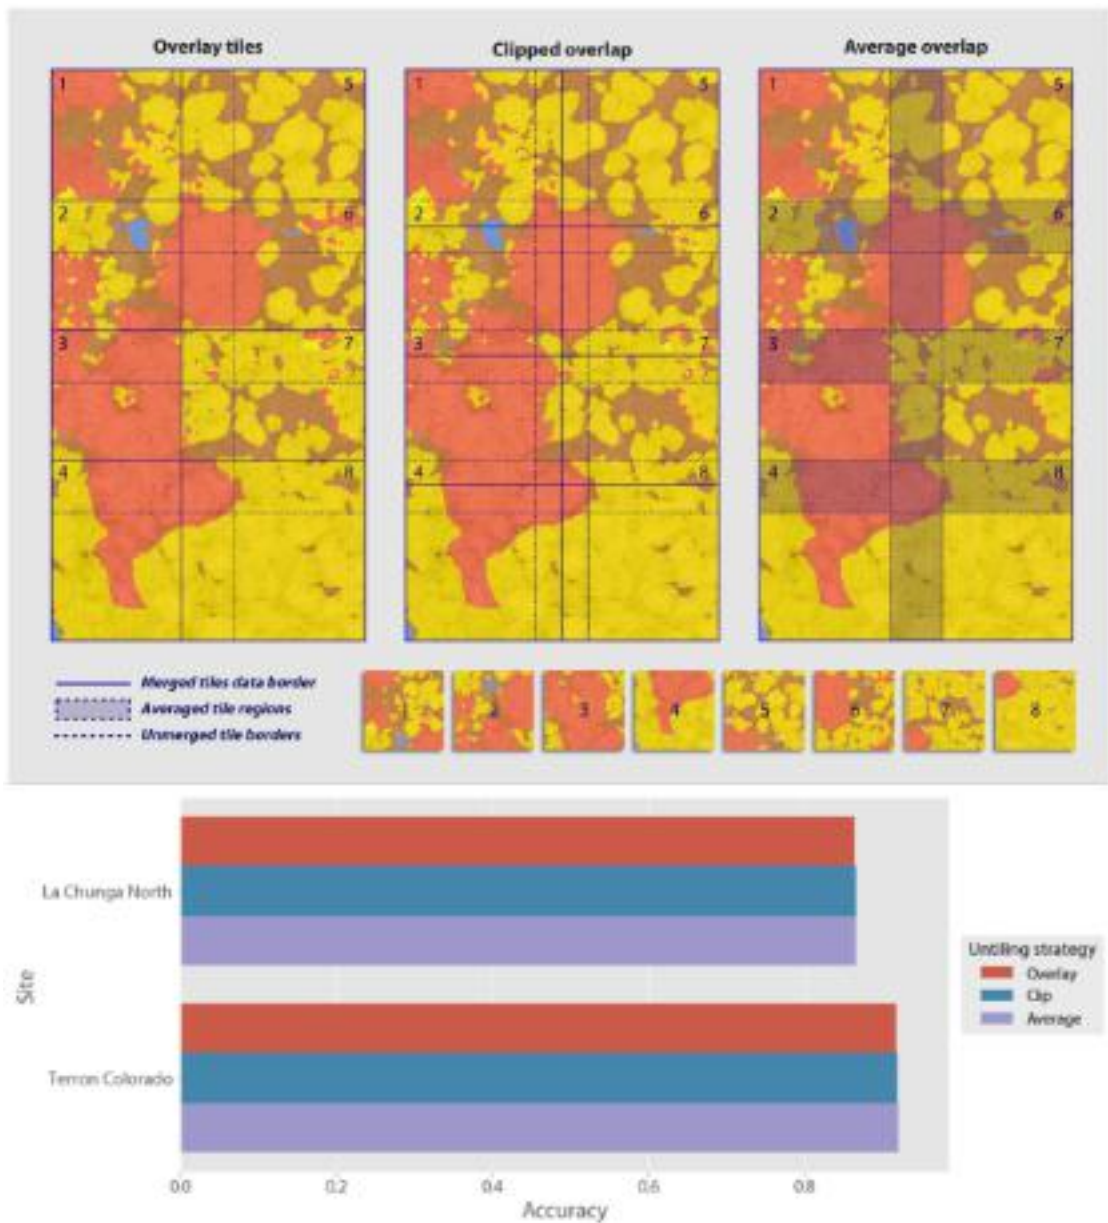 Overlay tiles Clipped overlap Average overlap
1 5 1 5 1 5
2 6 2 6 2 6
3 7 3 7 3 7
4 8 4 8 4 8
Merged tiles data border
Averaged tile regions
Unmerged tile borders
1 2 3 4 5 6 7 8
La Chunga North
Terron Colorado
Site
0.0 0.2 0.4 0.6 0.8
Accuracy
Untiling strategy
Overlay
Clip
Average